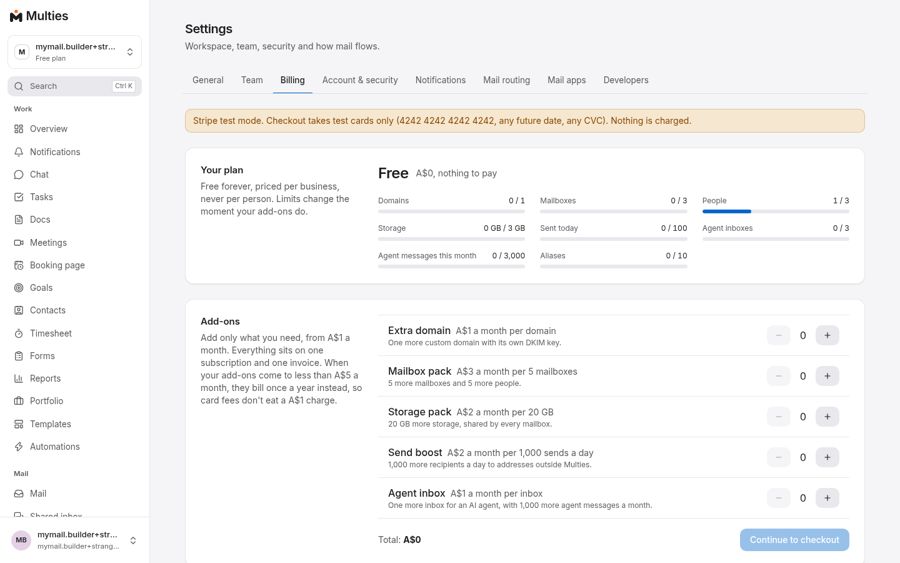 Multies
M
mymail.builder+str...
Free plan
Search
Ctrl K
Work
Overview
Notifications
Chat
Tasks
Docs
Meetings
Booking page
Goals
Contacts
Timesheet
Forms
Reports
Portfolio
Templates
Automations
Mail
Mail
Shared inbox
MB
mymail.builder+str...
mymail.builder+strang...
Settings
Workspace, team, security and how mail flows.
General
Team
Billing
Account & security
Notifications
Mail routing
Mail apps
Developers
Stripe test mode. Checkout takes test cards only (4242 4242 4242 4242, any future date, any CVC). Nothing is charged.
Your plan
Free forever, priced per business,
never per person. Limits change the
moment your add-ons do.
Free A$0, nothing to pay
Domains 0 / 1
Mailboxes 0 / 3
People 1 / 3
Storage 0 GB / 3 GB
Sent today 0 / 100
Agent inboxes 0 / 3
Agent messages this month 0 / 3,000
Aliases 0 / 10
Add-ons
Add only what you need, from A$1 a
month. Everything sits on one
subscription and one invoice. When
your add-ons come to less than A$5 a
month, they bill once a year instead, so
card fees don't eat a A$1 charge.
Extra domain A$1 a month per domain
One more custom domain with its own DKIM key.
− 0 +
Mailbox pack A$3 a month per 5 mailboxes
5 more mailboxes and 5 more people.
− 0 +
Storage pack A$2 a month per 20 GB
20 GB more storage, shared by every mailbox.
− 0 +
Send boost A$2 a month per 1,000 sends a day
1,000 more recipients a day to addresses outside Multies.
− 0 +
Agent inbox A$1 a month per inbox
One more inbox for an AI agent, with 1,000 more agent messages a month.
− 0 +
Total: A$0
Continue to checkout